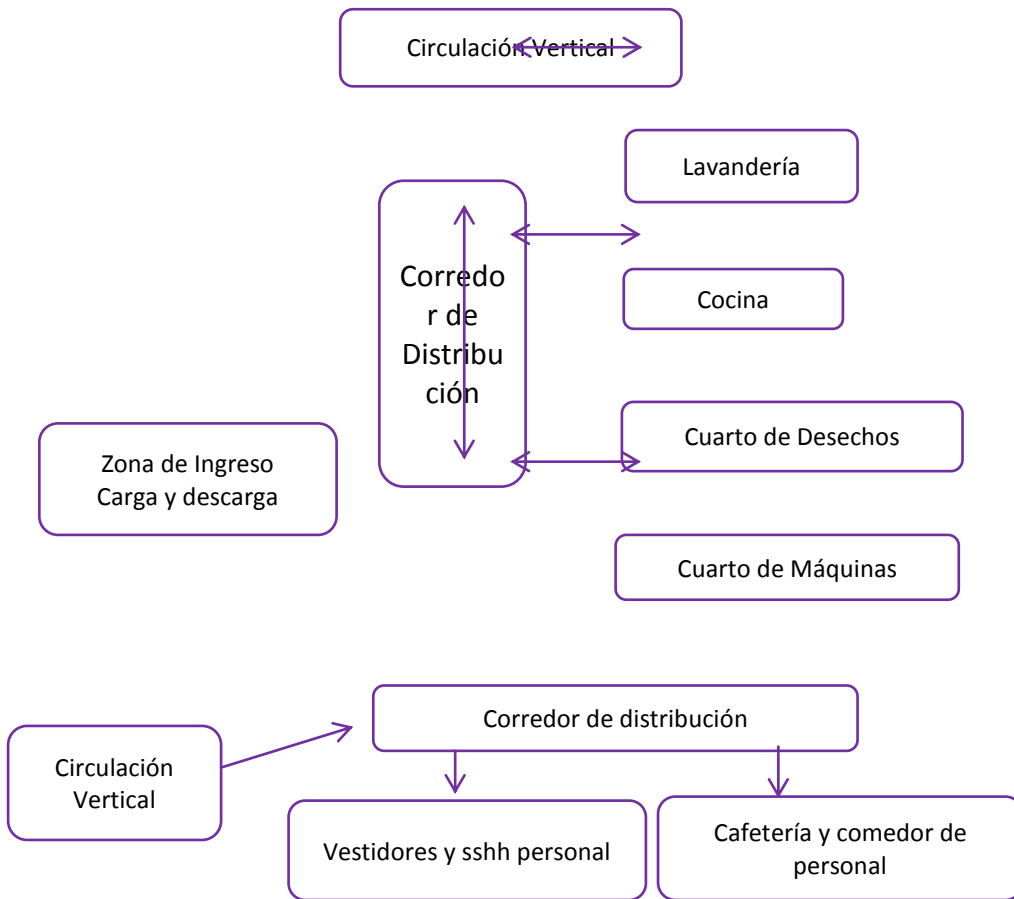 Circulación Vertical
Lavandería
Corredo
r de
Distribu
ción
Cocina
Cuarto de Desechos
Zona de Ingreso
Carga y descarga
Cuarto de Máquinas
Corredor de distribución
Circulación
Vertical
Vestidores y sshh personal
Cafetería y comedor de
personal